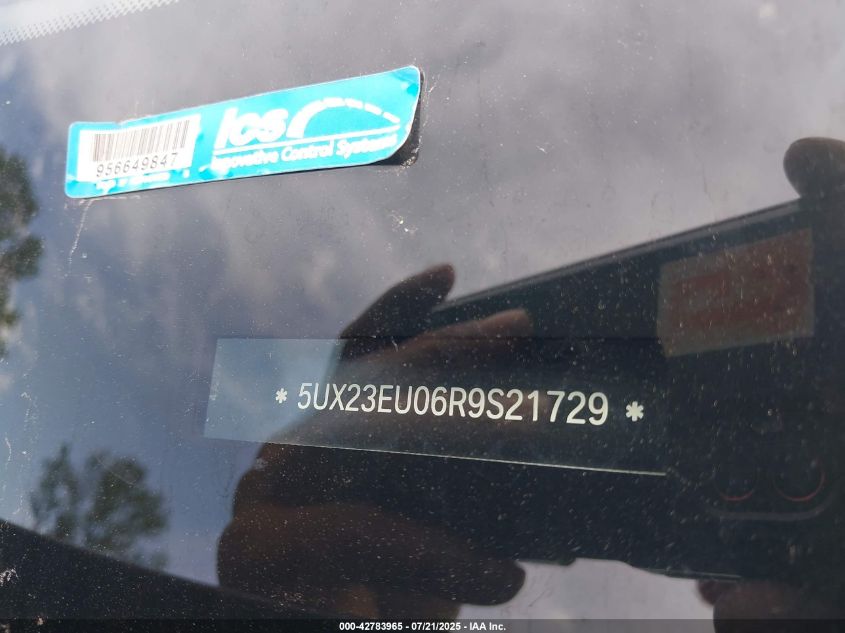 956649847
ics
Innovative Control Systems
* 5UX23EU06R9S21729 *
000-42783965 - 07/21/2025 - IAA Inc.